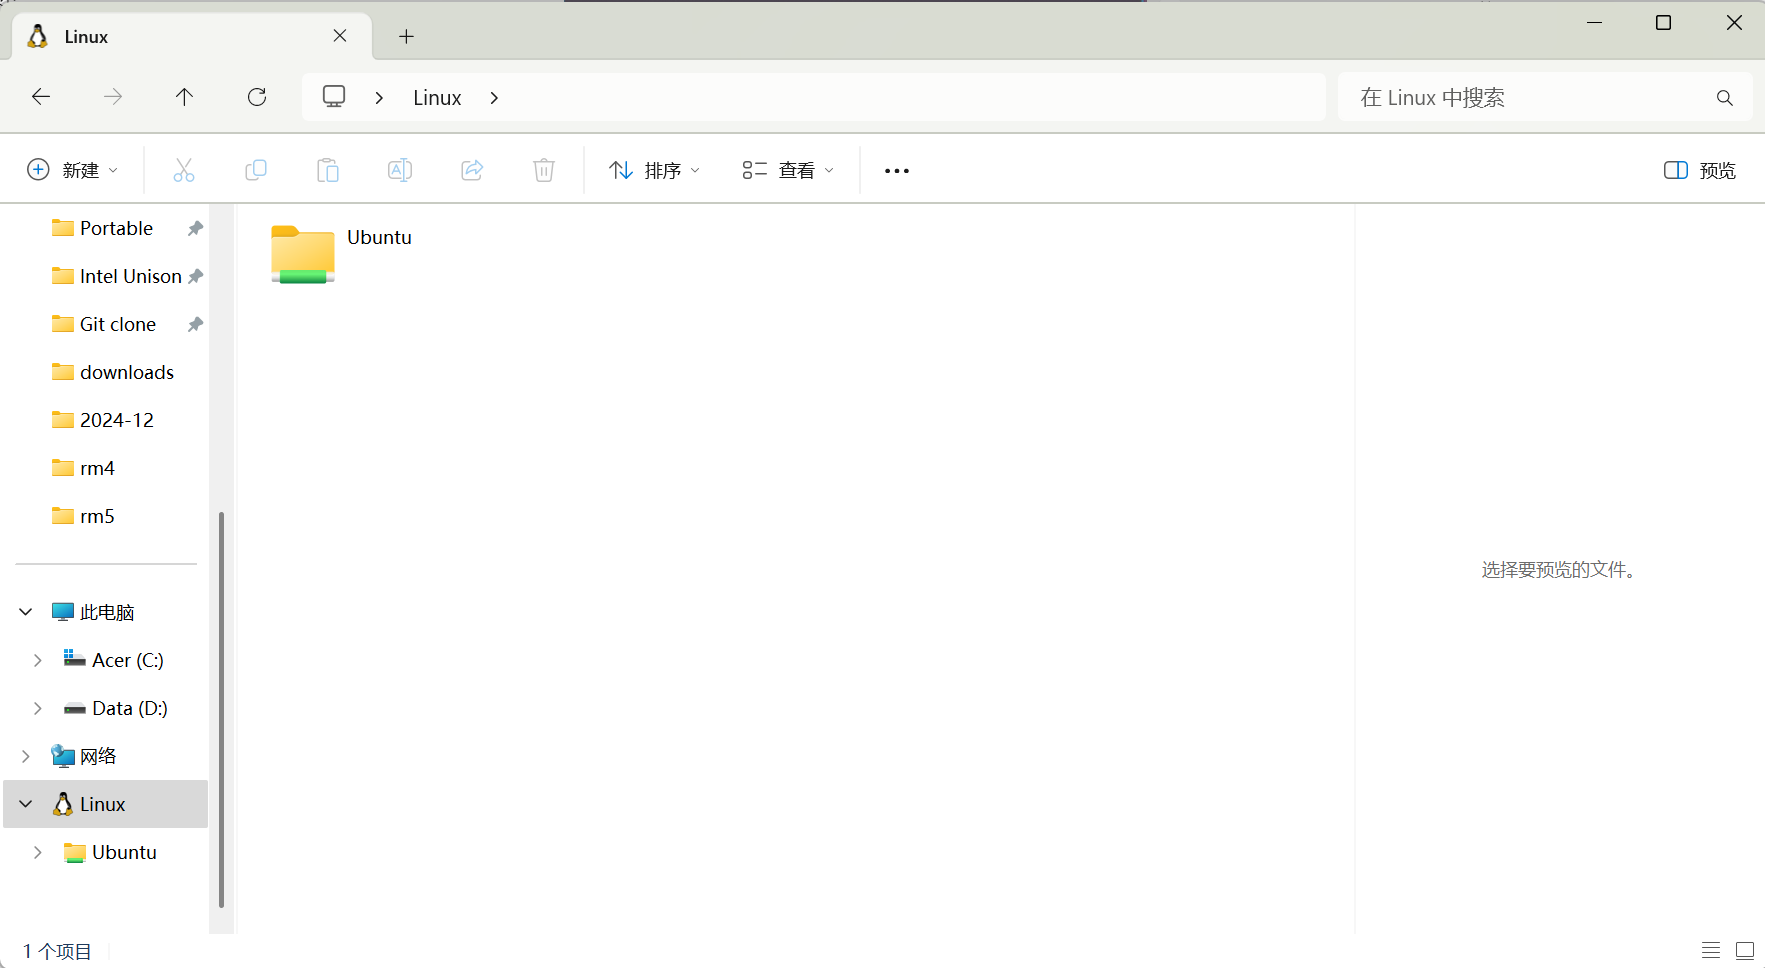 Linux
Linux
在 Linux 中搜索
新建
排序
查看
预览
Portable
Intel Unison
Git clone
downloads
2024-12
rm4
rm5
此电脑
Acer (C:)
Data (D:)
网络
Linux
Ubuntu
Ubuntu
选择要预览的文件。
1 个项目